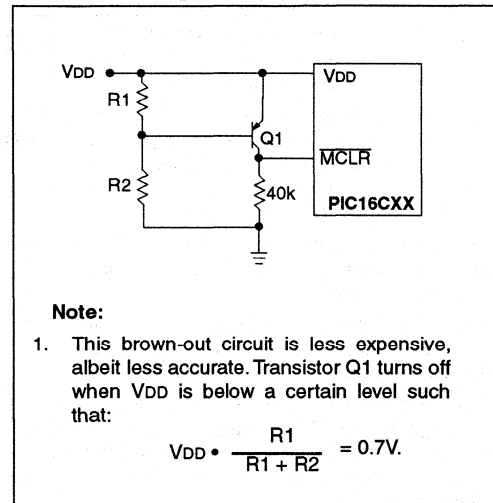 VDD
R1
R2
Q1
40k
VDD
MCLR
PIC16CXX
Note:
1. This brown-out circuit is less expensive,
albeit less accurate. Transistor Q1 turns off
when VDD is below a certain level such
that:
VDD • R1 / (R1 + R2) = 0.7V.